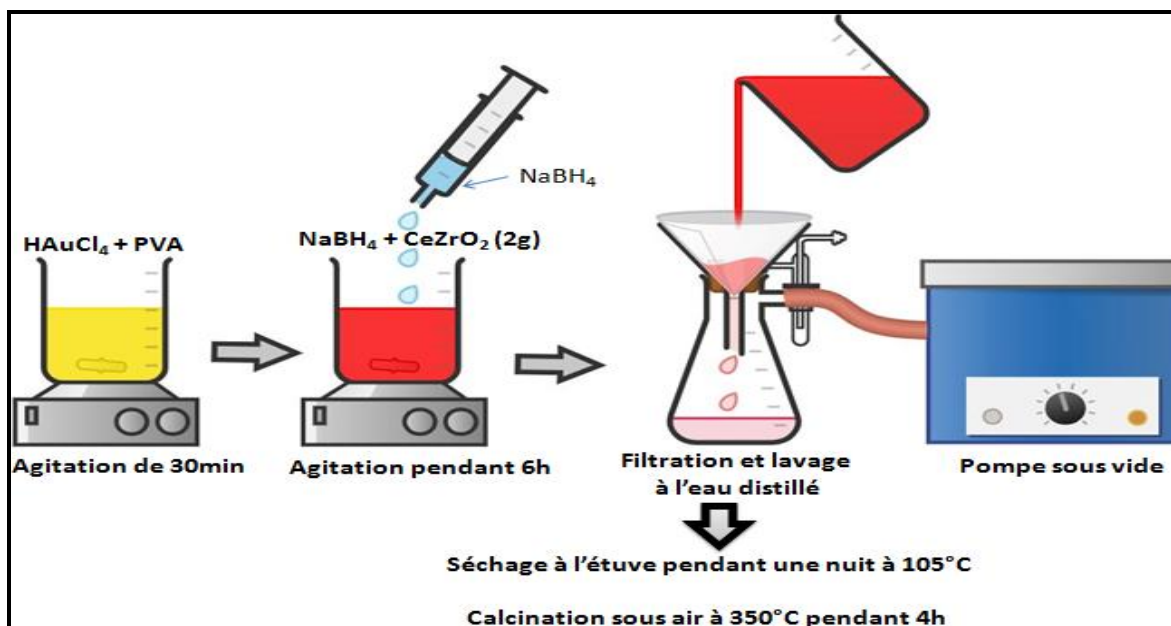 NaBH₄
HAuCl₄ + PVA
NaBH₄ + CeZrO₂ (2g)
Agitation de 30min
Agitation pendant 6h
Filtration et lavage
à l'eau distillé
Pompe sous vide
Séchage à l'étuve pendant une nuit à 105°C
Calcination sous air à 350°C pendant 4h